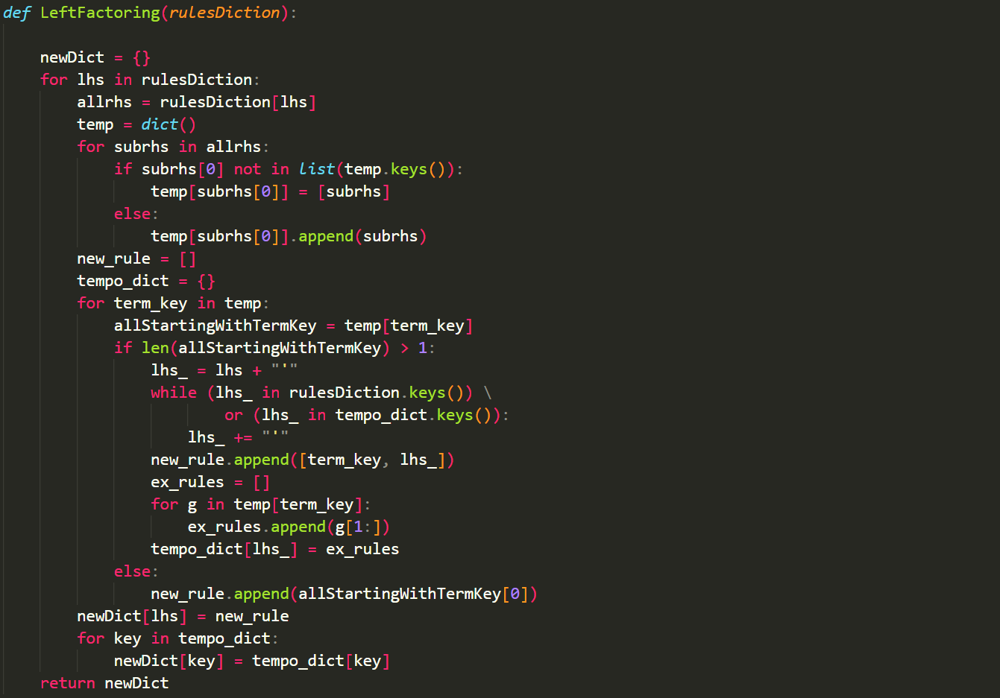 def LeftFactoring(rulesDiction):

    newDict = {}
    for lhs in rulesDiction:
        allrhs = rulesDiction[lhs]
        temp = dict()
        for subrhs in allrhs:
            if subrhs[0] not in list(temp.keys()):
                temp[subrhs[0]] = [subrhs]
            else:
                temp[subrhs[0]].append(subrhs)
        new_rule = []
        tempo_dict = {}
        for term_key in temp:
            allStartingWithTermKey = temp[term_key]
            if len(allStartingWithTermKey) > 1:
                lhs_ = lhs + "'"
                while (lhs_ in rulesDiction.keys()) \
                        or (lhs_ in tempo_dict.keys()):
                    lhs_ += "'"
                new_rule.append([term_key, lhs_])
                ex_rules = []
                for g in temp[term_key]:
                    ex_rules.append(g[1:])
                tempo_dict[lhs_] = ex_rules
            else:
                new_rule.append(allStartingWithTermKey[0])
        newDict[lhs] = new_rule
        for key in tempo_dict:
            newDict[key] = tempo_dict[key]
    return newDict